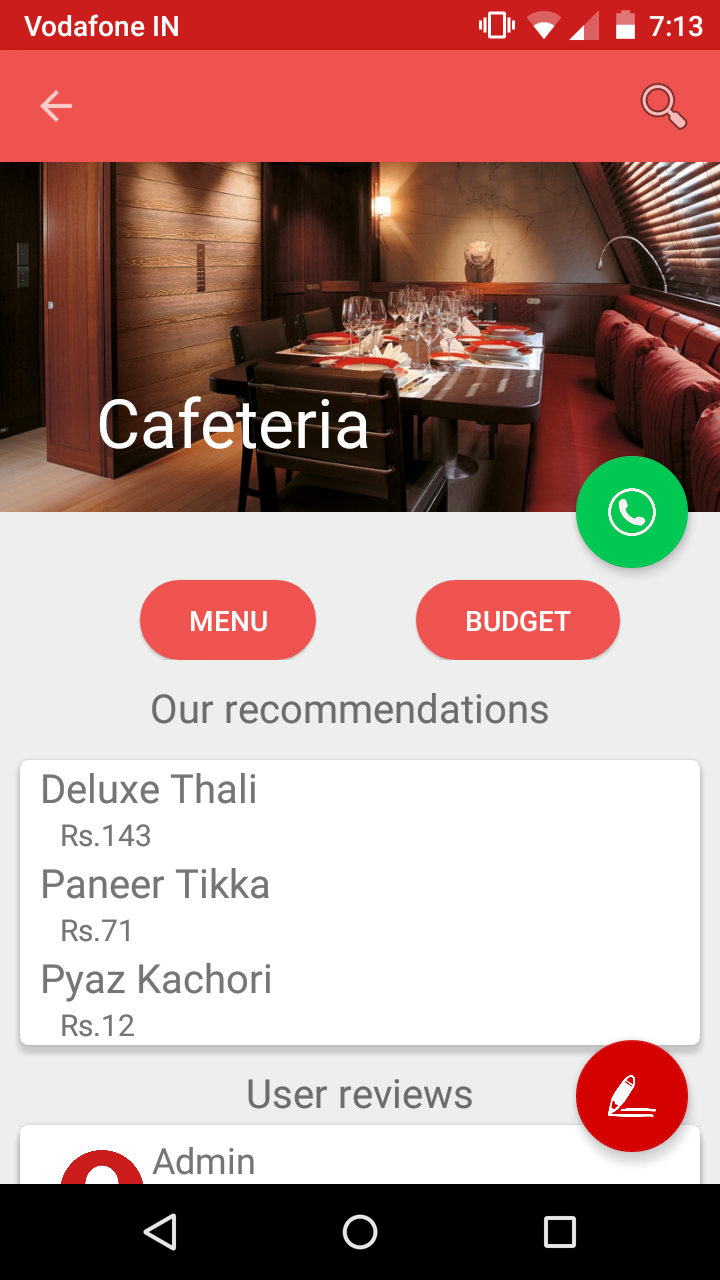 Vodafone IN 7:13
Cafeteria
MENU BUDGET
Our recommendations
Deluxe Thali
Rs.143
Paneer Tikka
Rs.71
Pyaz Kachori
Rs.12
User reviews
Admin